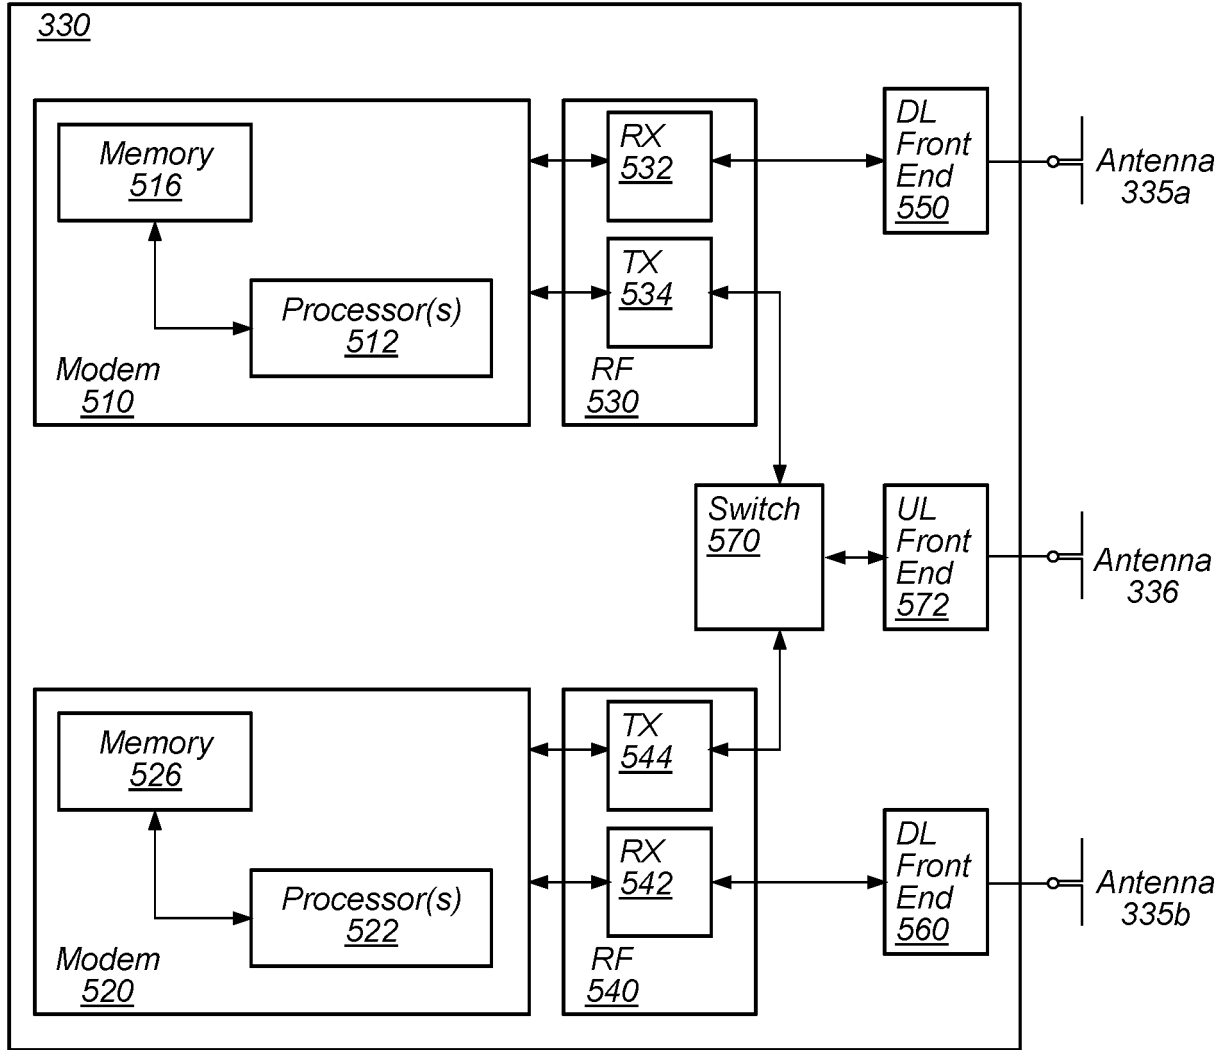 330
Memory
516
Processor(s)
512
Modem
510
RX
532
TX
534
RF
530
DL
Front
End
550
Antenna
335a
Switch
570
UL
Front
End
572
Antenna
336
Memory
526
Processor(s)
522
Modem
520
TX
544
RX
542
RF
540
DL
Front
End
560
Antenna
335b